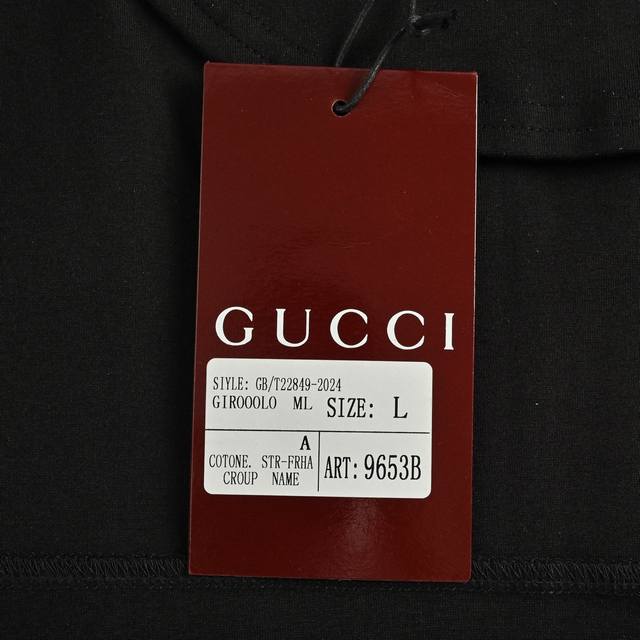 GUCCI
SIYLE: GB/T22849-2024
GIROOOLO ML SIZE: L
A
COTONE. STR-FRHA ART: 9653B
CROUP NAME